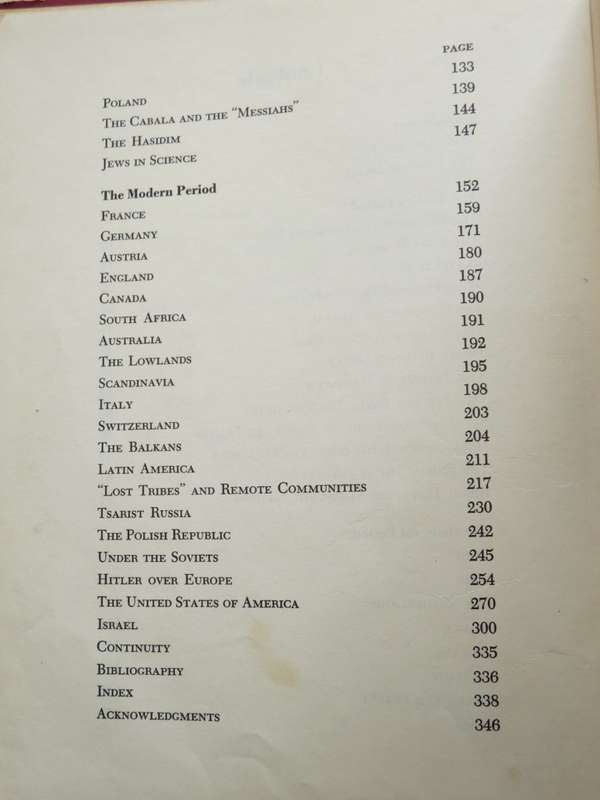 PAGE
POLAND 133
THE CABALA AND THE "MESSIAHS" 139
THE HASIDIM 144
JEWS IN SCIENCE 147
The Modern Period
FRANCE 152
GERMANY 159
AUSTRIA 171
ENGLAND 180
CANADA 187
SOUTH AFRICA 190
AUSTRALIA 191
THE LOWLANDS 192
SCANDINAVIA 195
ITALY 198
SWITZERLAND 203
THE BALKANS 204
LATIN AMERICA 211
"LOST TRIBES" AND REMOTE COMMUNITIES 217
TSARIST RUSSIA 230
THE POLISH REPUBLIC 242
UNDER THE SOVIETS 245
HITLER OVER EUROPE 254
THE UNITED STATES OF AMERICA 270
ISRAEL 300
CONTINUITY 335
BIBLIOGRAPHY 336
INDEX 338
ACKNOWLEDGMENTS 346